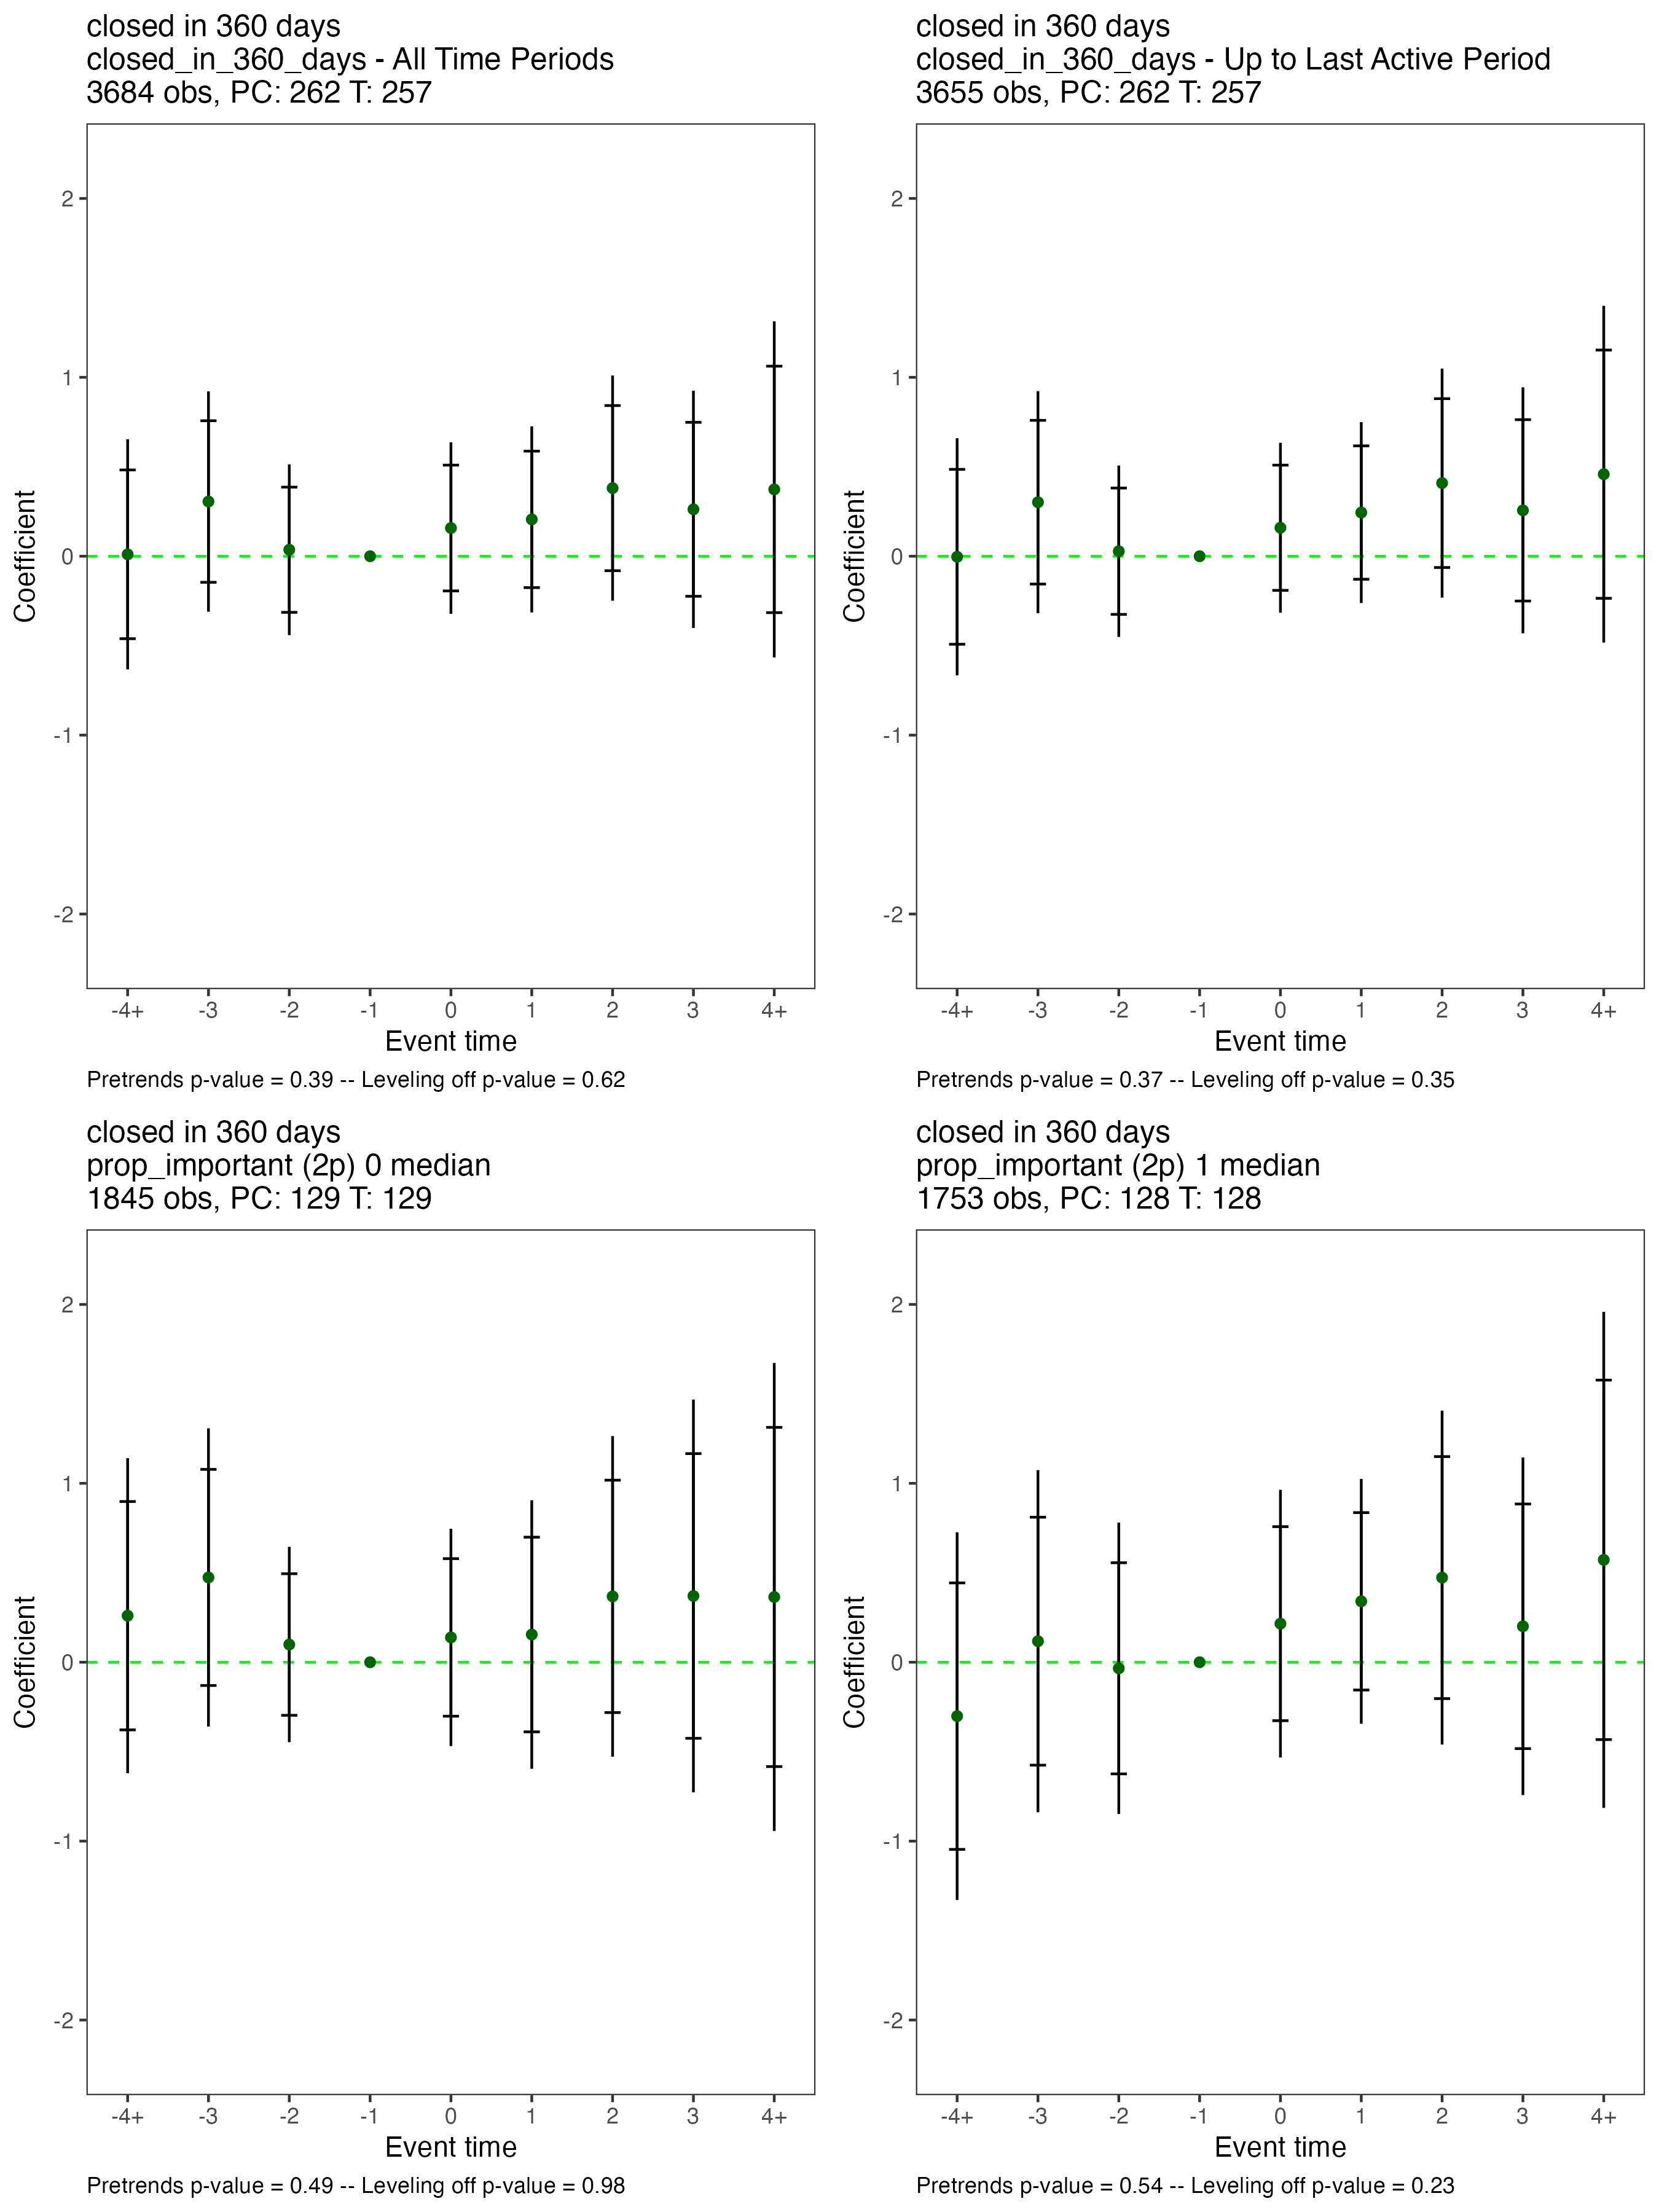 closed in 360 days
closed_in_360_days - All Time Periods
3684 obs, PC: 262 T: 257
2
1
0
-1
-2
Coefficient
-4+ -3 -2 -1 0 1 2 3 4+
Event time
Pretrends p-value = 0.39 -- Leveling off p-value = 0.62
closed in 360 days
closed_in_360_days - Up to Last Active Period
3655 obs, PC: 262 T: 257
2
1
0
-1
-2
Coefficient
-4+ -3 -2 -1 0 1 2 3 4+
Event time
Pretrends p-value = 0.37 -- Leveling off p-value = 0.35
closed in 360 days
prop_important (2p) 0 median
1845 obs, PC: 129 T: 129
2
1
0
-1
-2
Coefficient
-4+ -3 -2 -1 0 1 2 3 4+
Event time
Pretrends p-value = 0.49 -- Leveling off p-value = 0.98
closed in 360 days
prop_important (2p) 1 median
1753 obs, PC: 128 T: 128
2
1
0
-1
-2
Coefficient
-4+ -3 -2 -1 0 1 2 3 4+
Event time
Pretrends p-value = 0.54 -- Leveling off p-value = 0.23